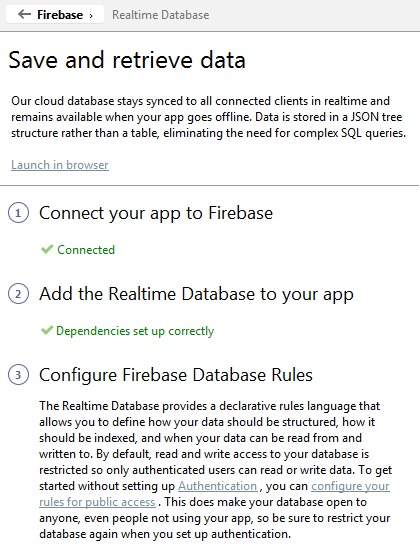 ← Firebase › Realtime Database
Save and retrieve data
Our cloud database stays synced to all connected clients in realtime and
remains available when your app goes offline. Data is stored in a JSON tree
structure rather than a table, eliminating the need for complex SQL queries.
Launch in browser
1 Connect your app to Firebase
✔ Connected
2 Add the Realtime Database to your app
✔ Dependencies set up correctly
3 Configure Firebase Database Rules
The Realtime Database provides a declarative rules language that
allows you to define how your data should be structured, how it
should be indexed, and when your data can be read from and
written to. By default, read and write access to your database is
restricted so only authenticated users can read or write data. To get
started without setting up Authentication , you can configure your
rules for public access . This does make your database open to
anyone, even people not using your app, so be sure to restrict your
database again when you set up authentication.